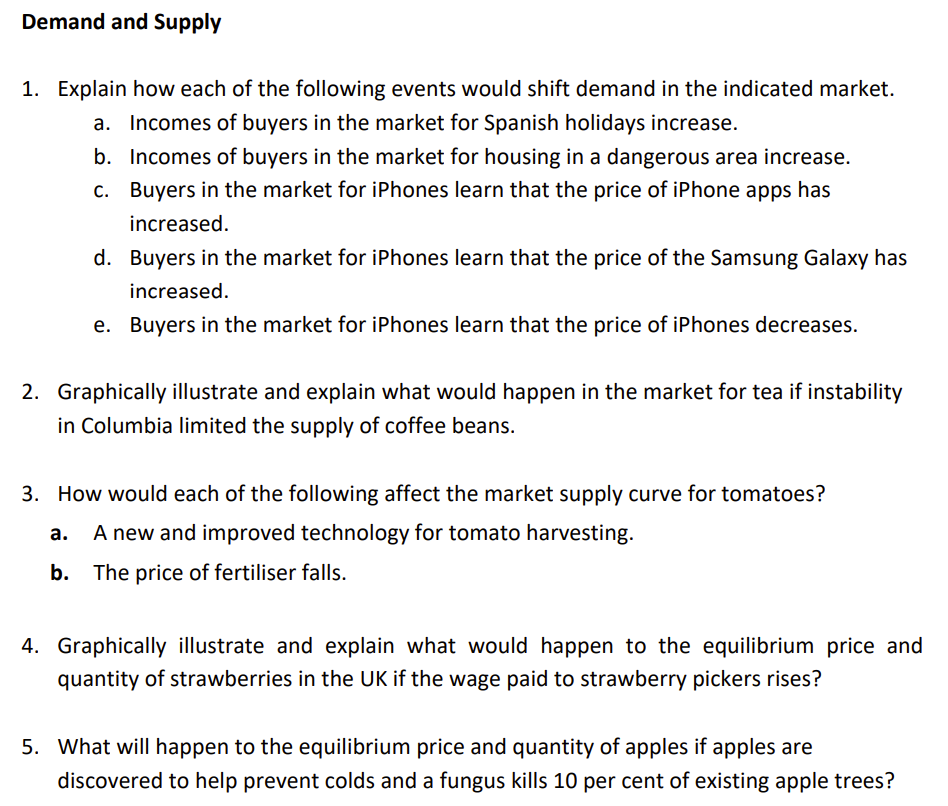 Demand and Supply
1. Explain how each of the following events would shift demand in the indicated market.
a. Incomes of buyers in the market for Spanish holidays increase.
b. Incomes of buyers in the market for housing in a dangerous area increase.
c. Buyers in the market for iPhones learn that the price of iPhone apps has
increased.
d. Buyers in the market for iPhones learn that the price of the Samsung Galaxy has
increased.
e. Buyers in the market for iPhones learn that the price of iPhones decreases.
2. Graphically illustrate and explain what would happen in the market for tea if instability
in Columbia limited the supply of coffee beans.
3. How would each of the following affect the market supply curve for tomatoes?
a. A new and improved technology for tomato harvesting.
b. The price of fertiliser falls.
4. Graphically illustrate and explain what would happen to the equilibrium price and
quantity of strawberries in the UK if the wage paid to strawberry pickers rises?
5. What will happen to the equilibrium price and quantity of apples if apples are
discovered to help prevent colds and a fungus kills 10 per cent of existing apple trees?